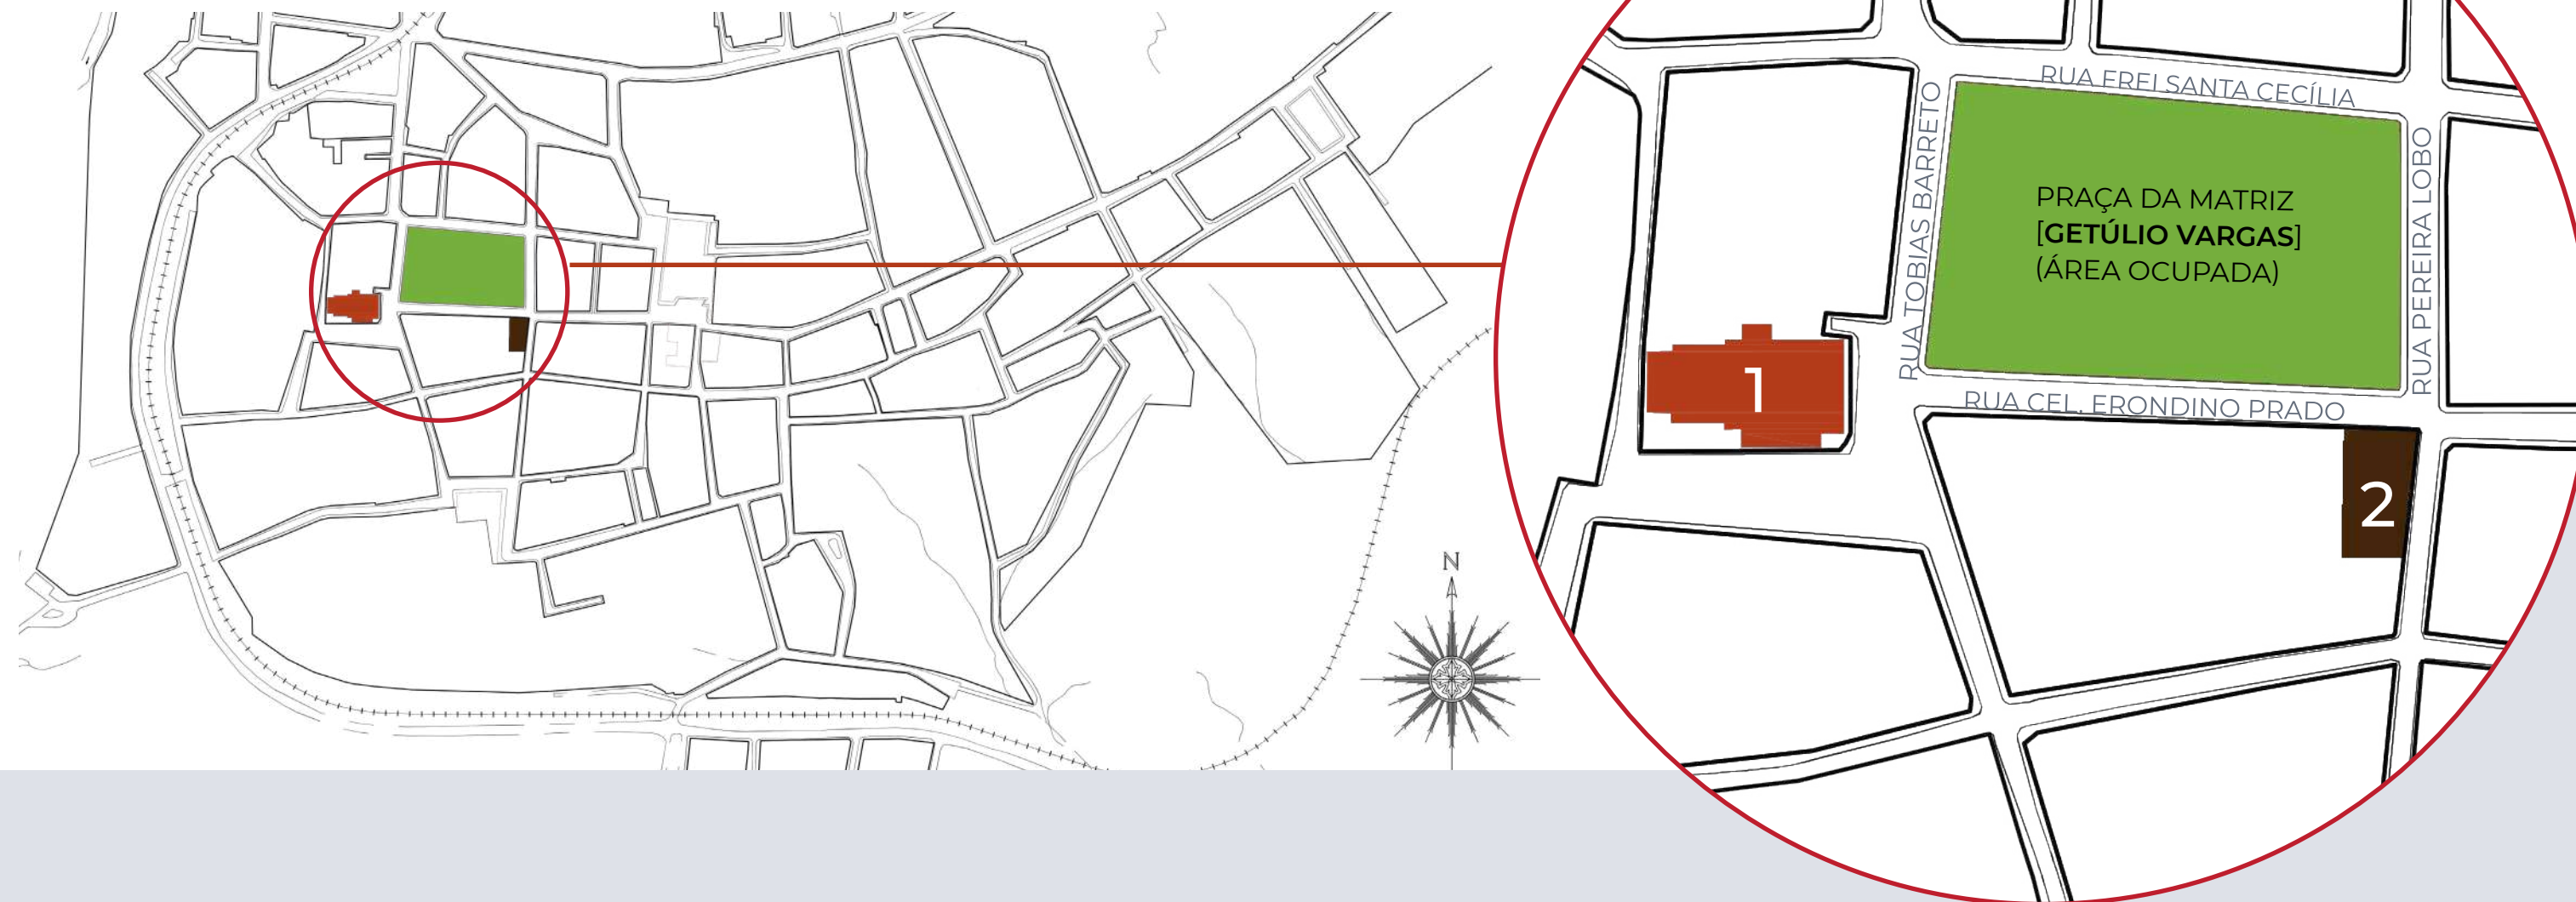 N
RUA FREI SANTA CECÍLIA
RUA TOBIAS BARRETO
PRAÇA DA MATRIZ
[GETÚLIO VARGAS]
(ÁREA OCUPADA)
RUA PEREIRA LOBO
RUA CEL. ERONDINO PRADO
1
2